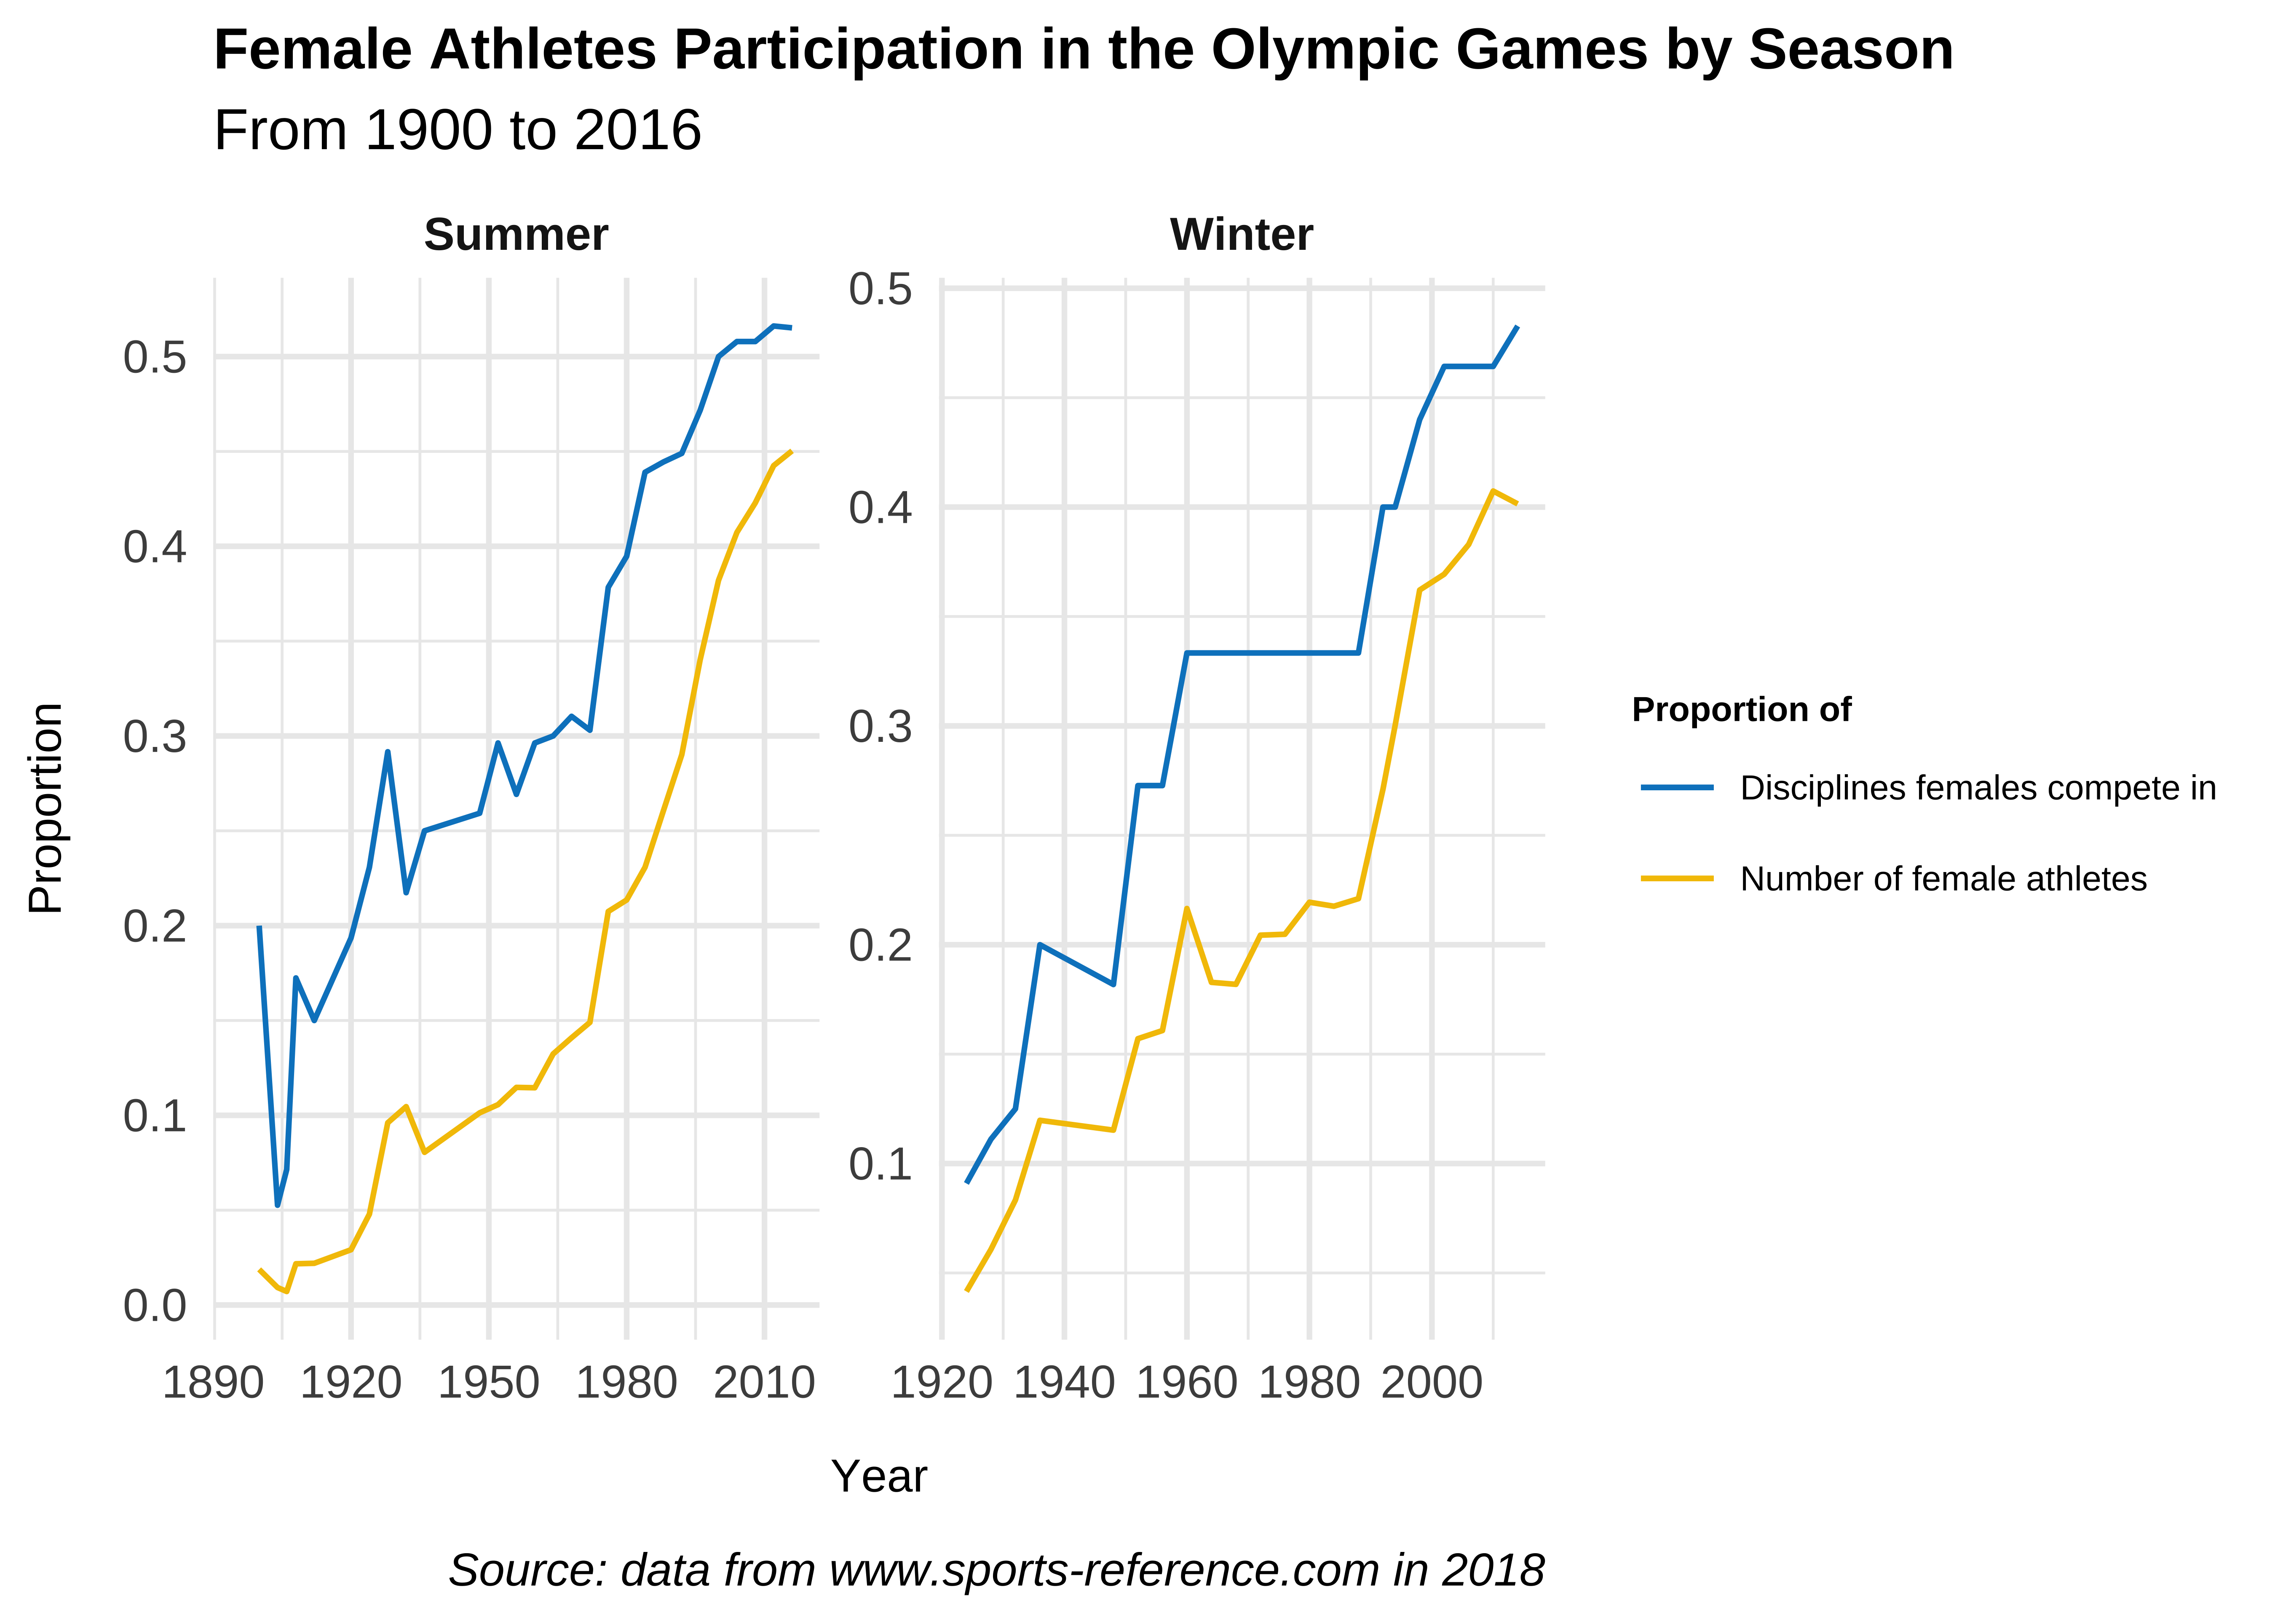 Female Athletes Participation in the Olympic Games by Season
From 1900 to 2016
Summer
Winter
Proportion
0.5
0.4
0.3
0.2
0.1
0.0
1890 1920 1950 1980 2010
0.5
0.4
0.3
0.2
0.1
1920 1940 1960 1980 2000
Year
Proportion of
Disciplines females compete in
Number of female athletes
Source: data from www.sports-reference.com in 2018